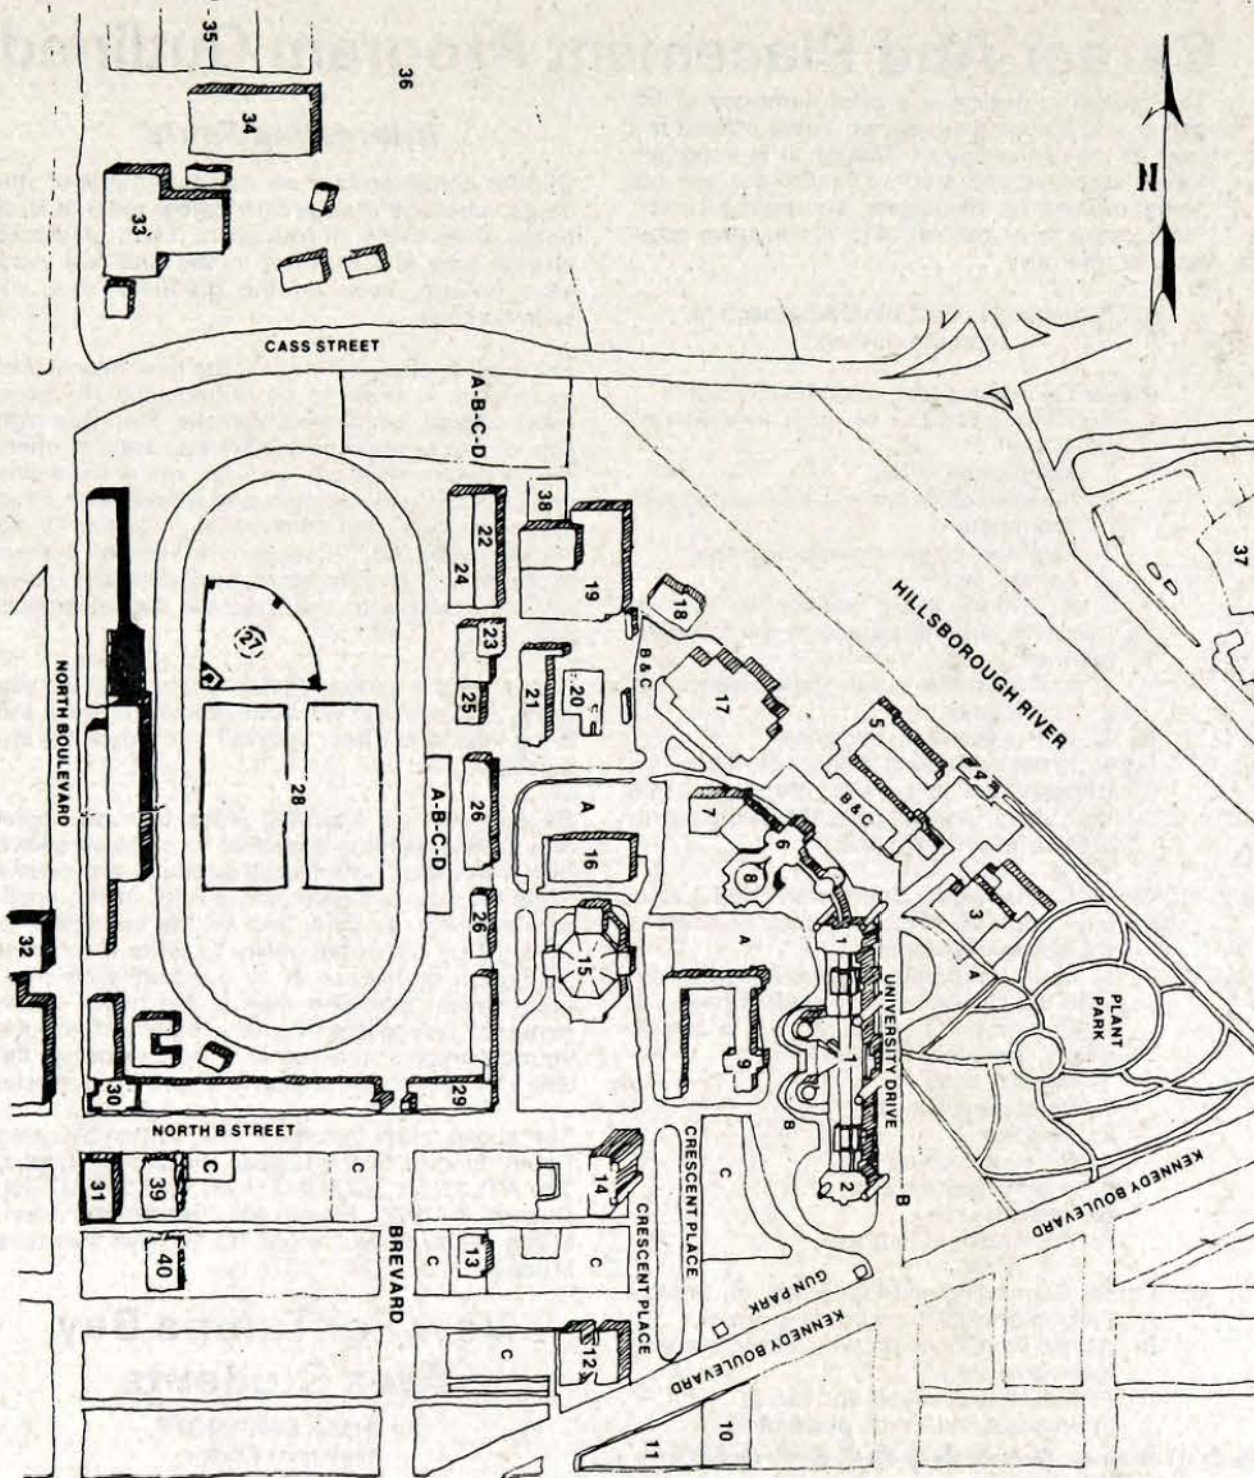 35
36
34
N
33
CASS STREET
A-B-C-D
38
22
24
19
37
18
HILLSBOROUGH RIVER
27
23
B & C
25
21
20
17
5
NORTH BOULEVARD
4
28
A-B-C-D
26
A
7
B & C
16
6
8
3
26
32
15
A
1
A
UNIVERSITY DRIVE
PLANT
PARK
1
9
30
29
B
NORTH B STREET
CRESCENT PLACE
KENNEDY BOULEVARD
31
39
C
C
14
C
2
B
CRESCENT PLACE
BREVARD
40
C
13
C
GUN PARK
KENNEDY BOULEVARD
C
12
10
11